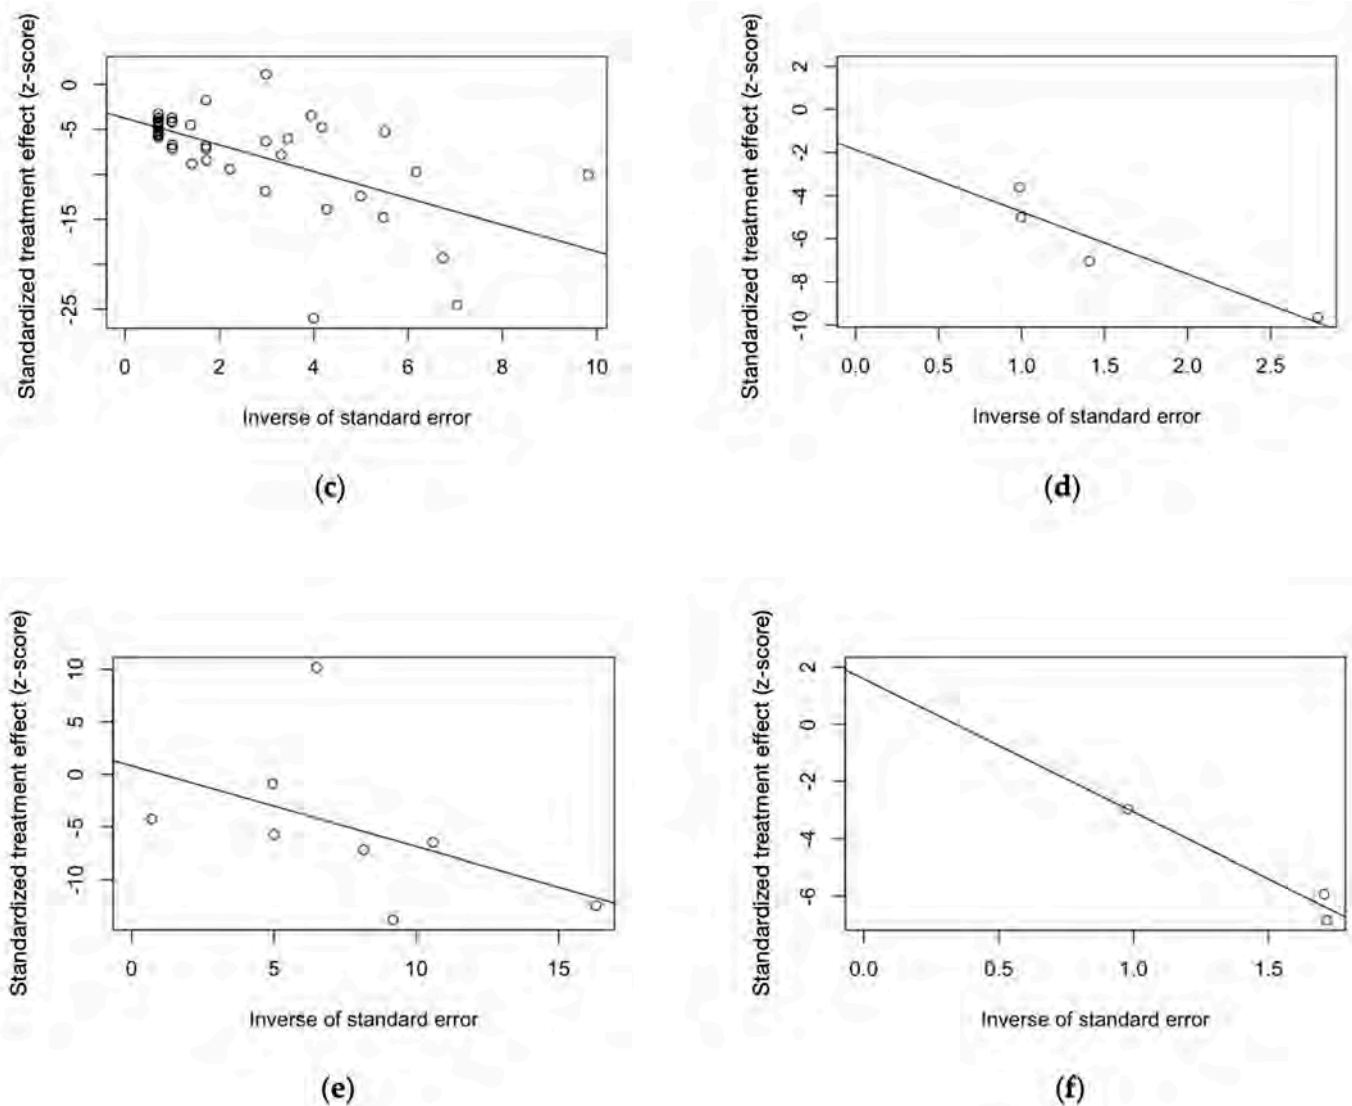 Standardized treatment effect (z-score)
0
-5
-15
-25
0 2 4 6 8 10
Inverse of standard error
(c)
Standardized treatment effect (z-score)
2
0
-2
-4
-6
-8
-10
0.0 0.5 1.0 1.5 2.0 2.5
Inverse of standard error
(d)
Standardized treatment effect (z-score)
10
5
0
-5
-10
0 5 10 15
Inverse of standard error
(e)
Standardized treatment effect (z-score)
2
0
-2
-4
-6
0.0 0.5 1.0 1.5
Inverse of standard error
(f)